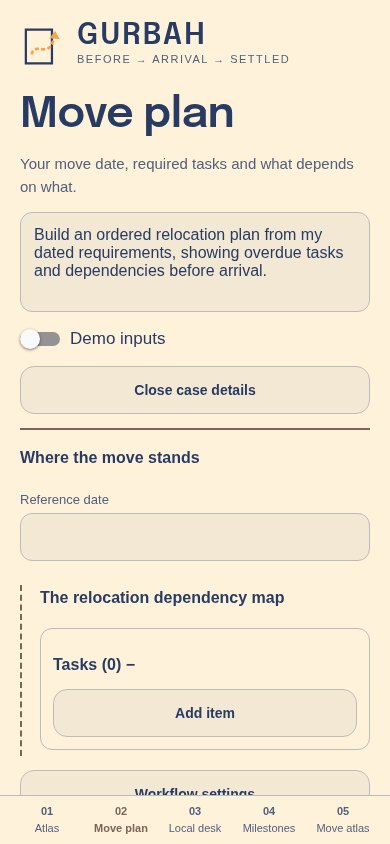 GURBAH
BEFORE → ARRIVAL → SETTLED
Move plan
Your move date, required tasks and what depends
on what.
Build an ordered relocation plan from my
dated requirements, showing overdue tasks
and dependencies before arrival.
Demo inputs
Close case details
Where the move stands
Reference date
The relocation dependency map
Tasks (0) −
Add item
Workflow settings
01 02 03 04 05
Atlas Move plan Local desk Milestones Move atlas